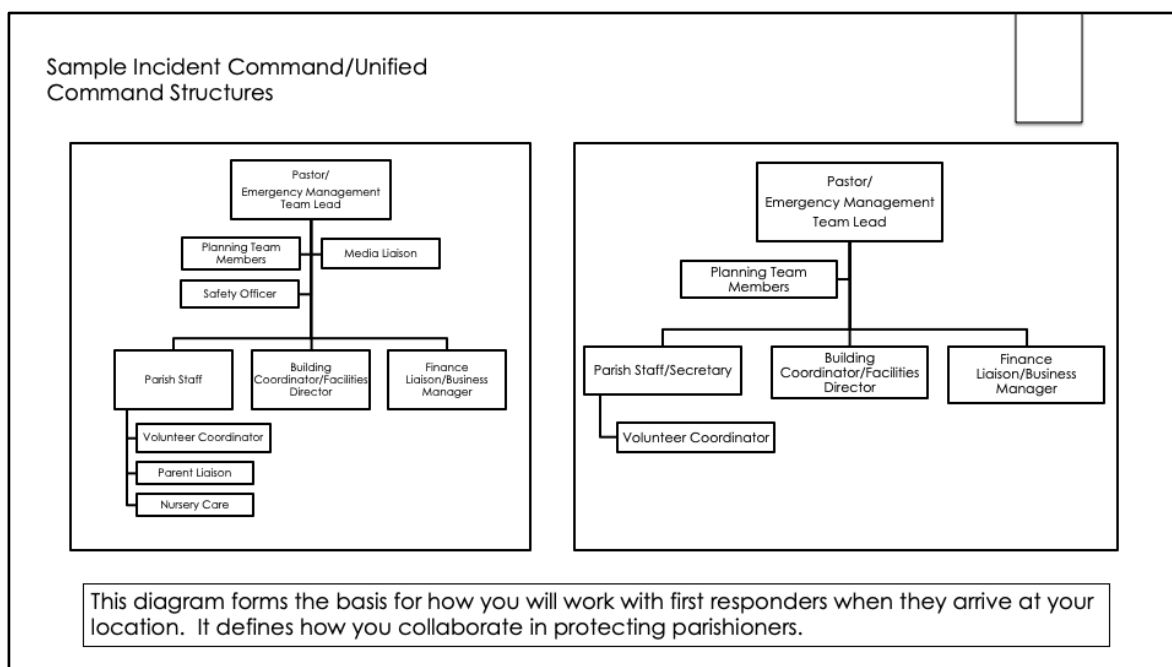 Sample Incident Command/Unified
Command Structures
Pastor/
Emergency Management
Team Lead
Planning Team
Members
Media Liaison
Safety Officer
Parish Staff
Building
Coordinator/Facilities
Director
Finance
Liaison/Business
Manager
Volunteer Coordinator
Parent Liaison
Nursery Care
Pastor/
Emergency Management
Team Lead
Planning Team
Members
Parish Staff/Secretary
Building
Coordinator/Facilities
Director
Finance
Liaison/Business
Manager
Volunteer Coordinator
This diagram forms the basis for how you will work with first responders when they arrive at your
location.  It defines how you collaborate in protecting parishioners.